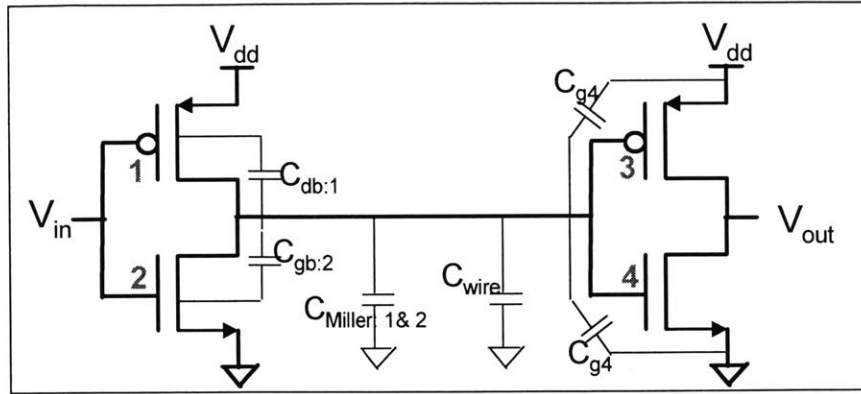 Vdd
Vdd
Cg4
1
Cdb:1
3
Vin
Vout
2
Cgb:2
Cwire
4
CMiller: 1& 2
Cg4